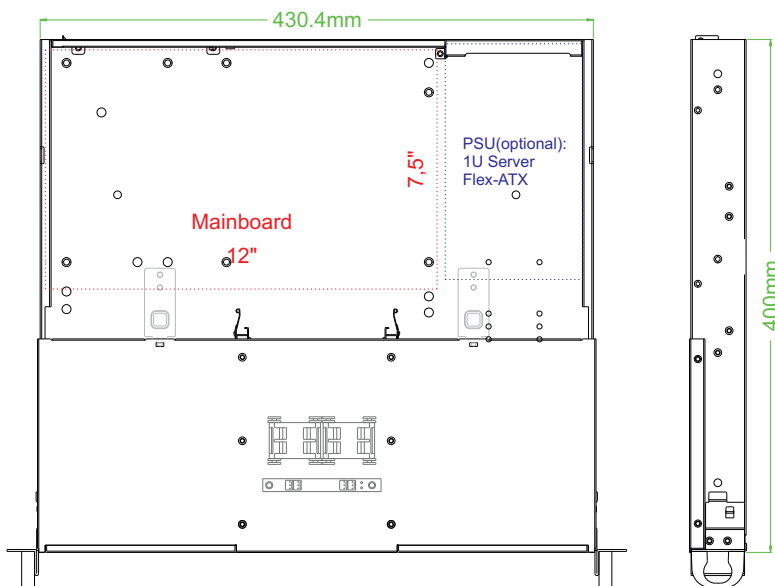 430.4mm
PSU(optional):
1U Server
Flex-ATX
7,5"
Mainboard
12"
400mm